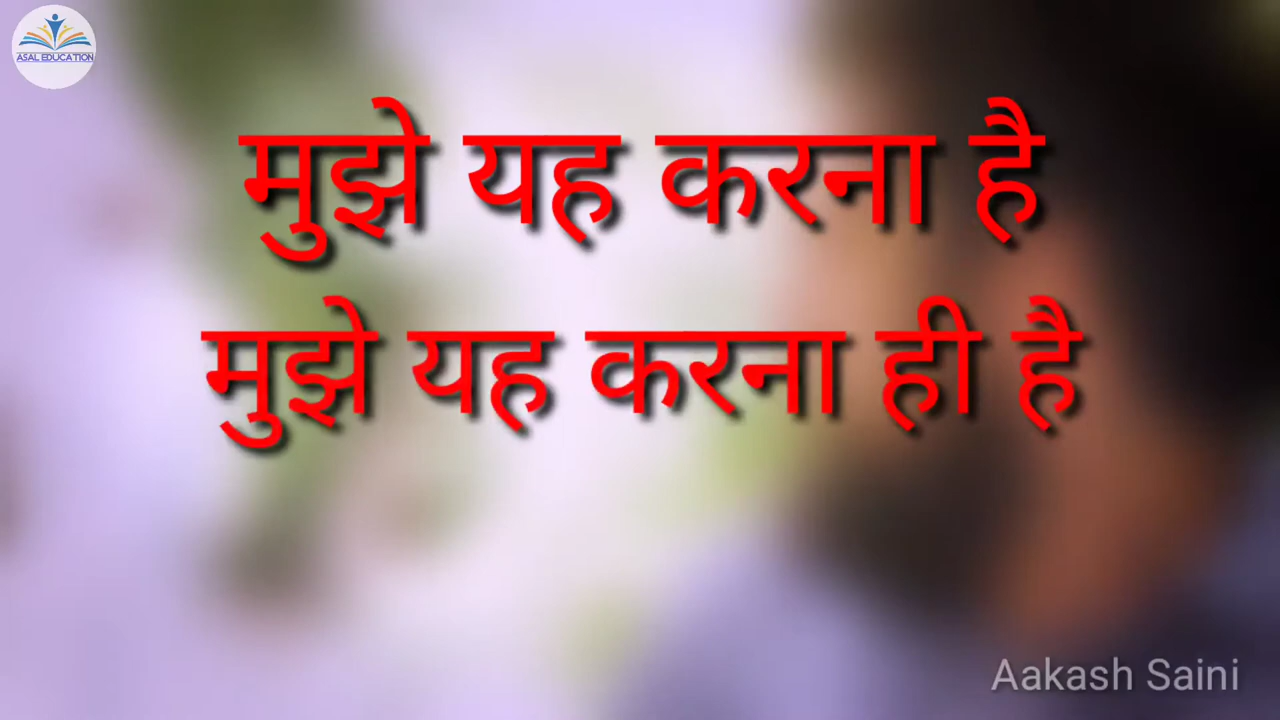 ASAL EDUCATION
मुझे यह करना है
मुझे यह करना ही है
Aakash Saini